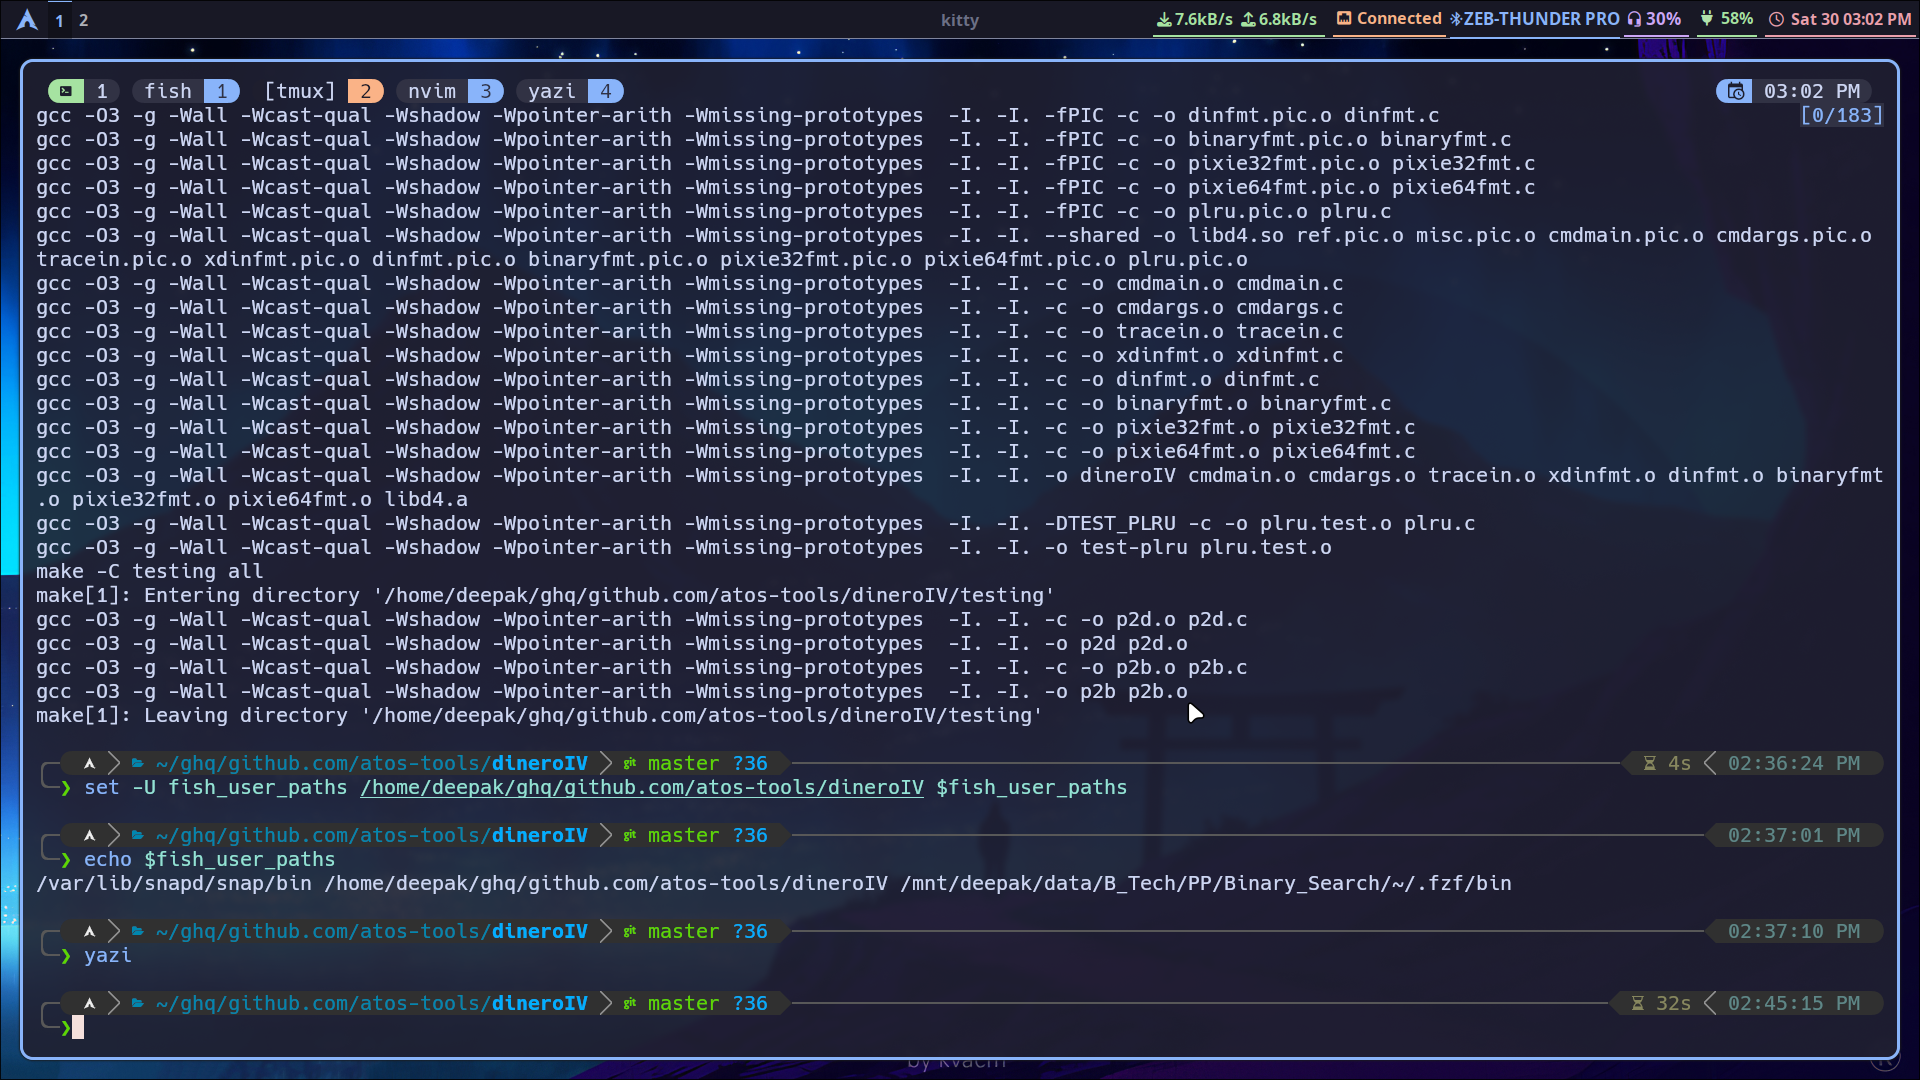 1 2 kitty 7.6kB/s 6.8kB/s Connected ZEB-THUNDER PRO 30% 58% Sat 30 03:02 PM
1 fish 1 [tmux] 2 nvim 3 yazi 4 03:02 PM
gcc -O3 -g -Wall -Wcast-qual -Wshadow -Wpointer-arith -Wmissing-prototypes  -I. -I. -fPIC -c -o dinfmt.pic.o dinfmt.c [0/183]
gcc -O3 -g -Wall -Wcast-qual -Wshadow -Wpointer-arith -Wmissing-prototypes  -I. -I. -fPIC -c -o binaryfmt.pic.o binaryfmt.c
gcc -O3 -g -Wall -Wcast-qual -Wshadow -Wpointer-arith -Wmissing-prototypes  -I. -I. -fPIC -c -o pixie32fmt.pic.o pixie32fmt.c
gcc -O3 -g -Wall -Wcast-qual -Wshadow -Wpointer-arith -Wmissing-prototypes  -I. -I. -fPIC -c -o pixie64fmt.pic.o pixie64fmt.c
gcc -O3 -g -Wall -Wcast-qual -Wshadow -Wpointer-arith -Wmissing-prototypes  -I. -I. -fPIC -c -o plru.pic.o plru.c
gcc -O3 -g -Wall -Wcast-qual -Wshadow -Wpointer-arith -Wmissing-prototypes  -I. -I. --shared -o libd4.so ref.pic.o misc.pic.o cmdmain.pic.o cmdargs.pic.o
tracein.pic.o xdinfmt.pic.o dinfmt.pic.o binaryfmt.pic.o pixie32fmt.pic.o pixie64fmt.pic.o plru.pic.o
gcc -O3 -g -Wall -Wcast-qual -Wshadow -Wpointer-arith -Wmissing-prototypes  -I. -I. -c -o cmdmain.o cmdmain.c
gcc -O3 -g -Wall -Wcast-qual -Wshadow -Wpointer-arith -Wmissing-prototypes  -I. -I. -c -o cmdargs.o cmdargs.c
gcc -O3 -g -Wall -Wcast-qual -Wshadow -Wpointer-arith -Wmissing-prototypes  -I. -I. -c -o tracein.o tracein.c
gcc -O3 -g -Wall -Wcast-qual -Wshadow -Wpointer-arith -Wmissing-prototypes  -I. -I. -c -o xdinfmt.o xdinfmt.c
gcc -O3 -g -Wall -Wcast-qual -Wshadow -Wpointer-arith -Wmissing-prototypes  -I. -I. -c -o dinfmt.o dinfmt.c
gcc -O3 -g -Wall -Wcast-qual -Wshadow -Wpointer-arith -Wmissing-prototypes  -I. -I. -c -o binaryfmt.o binaryfmt.c
gcc -O3 -g -Wall -Wcast-qual -Wshadow -Wpointer-arith -Wmissing-prototypes  -I. -I. -c -o pixie32fmt.o pixie32fmt.c
gcc -O3 -g -Wall -Wcast-qual -Wshadow -Wpointer-arith -Wmissing-prototypes  -I. -I. -c -o pixie64fmt.o pixie64fmt.c
gcc -O3 -g -Wall -Wcast-qual -Wshadow -Wpointer-arith -Wmissing-prototypes  -I. -I. -o dineroIV cmdmain.o cmdargs.o tracein.o xdinfmt.o dinfmt.o binaryfmt
.o pixie32fmt.o pixie64fmt.o libd4.a
gcc -O3 -g -Wall -Wcast-qual -Wshadow -Wpointer-arith -Wmissing-prototypes  -I. -I. -DTEST_PLRU -c -o plru.test.o plru.c
gcc -O3 -g -Wall -Wcast-qual -Wshadow -Wpointer-arith -Wmissing-prototypes  -I. -I. -o test-plru plru.test.o
make -C testing all
make[1]: Entering directory '/home/deepak/ghq/github.com/atos-tools/dineroIV/testing'
gcc -O3 -g -Wall -Wcast-qual -Wshadow -Wpointer-arith -Wmissing-prototypes  -I. -I. -c -o p2d.o p2d.c
gcc -O3 -g -Wall -Wcast-qual -Wshadow -Wpointer-arith -Wmissing-prototypes  -I. -I. -o p2d p2d.o
gcc -O3 -g -Wall -Wcast-qual -Wshadow -Wpointer-arith -Wmissing-prototypes  -I. -I. -c -o p2b.o p2b.c
gcc -O3 -g -Wall -Wcast-qual -Wshadow -Wpointer-arith -Wmissing-prototypes  -I. -I. -o p2b p2b.o
make[1]: Leaving directory '/home/deepak/ghq/github.com/atos-tools/dineroIV/testing'
~/ghq/github.com/atos-tools/dineroIV git master ?36 4s 02:36:24 PM
❯ set -U fish_user_paths /home/deepak/ghq/github.com/atos-tools/dineroIV $fish_user_paths
~/ghq/github.com/atos-tools/dineroIV git master ?36 02:37:01 PM
❯ echo $fish_user_paths
/var/lib/snapd/snap/bin /home/deepak/ghq/github.com/atos-tools/dineroIV /mnt/deepak/data/B_Tech/PP/Binary_Search/~/.fzf/bin
~/ghq/github.com/atos-tools/dineroIV git master ?36 02:37:10 PM
❯ yazi
~/ghq/github.com/atos-tools/dineroIV git master ?36 32s 02:45:15 PM
❯